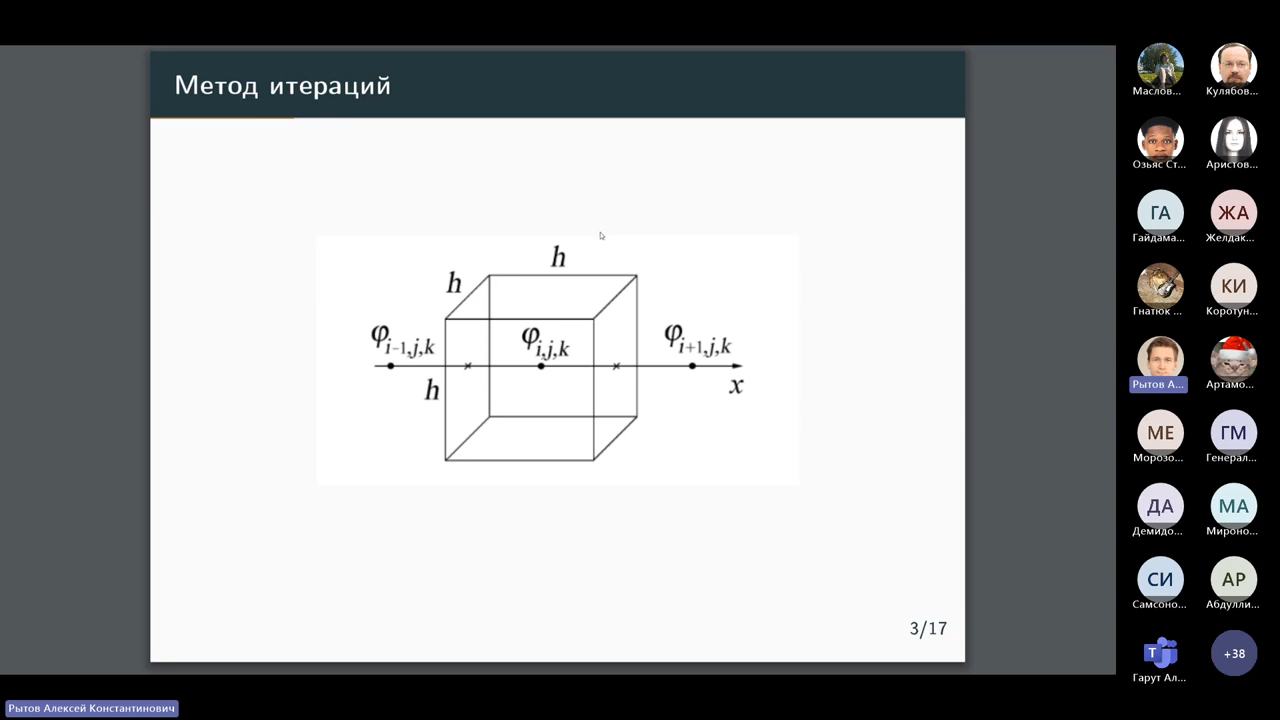 Метод итераций
h
h
φi−1,j,k
φi,j,k
φi+1,j,k
h
x
3/17
Маслов...
Кулябов...
Озьяс Ст...
Аристов...
ГА
ЖА
Гайдама...
Желдак...
КИ
Гнатюк ...
Коротун...
Рытов А...
Артамо...
МЕ
ГМ
Морозо...
Генерал...
ДА
МА
Демидо...
Мироно...
СИ
АР
Самсоно...
Абдулли...
T
+38
Гарут Ал...
Рытов Алексей Константинович